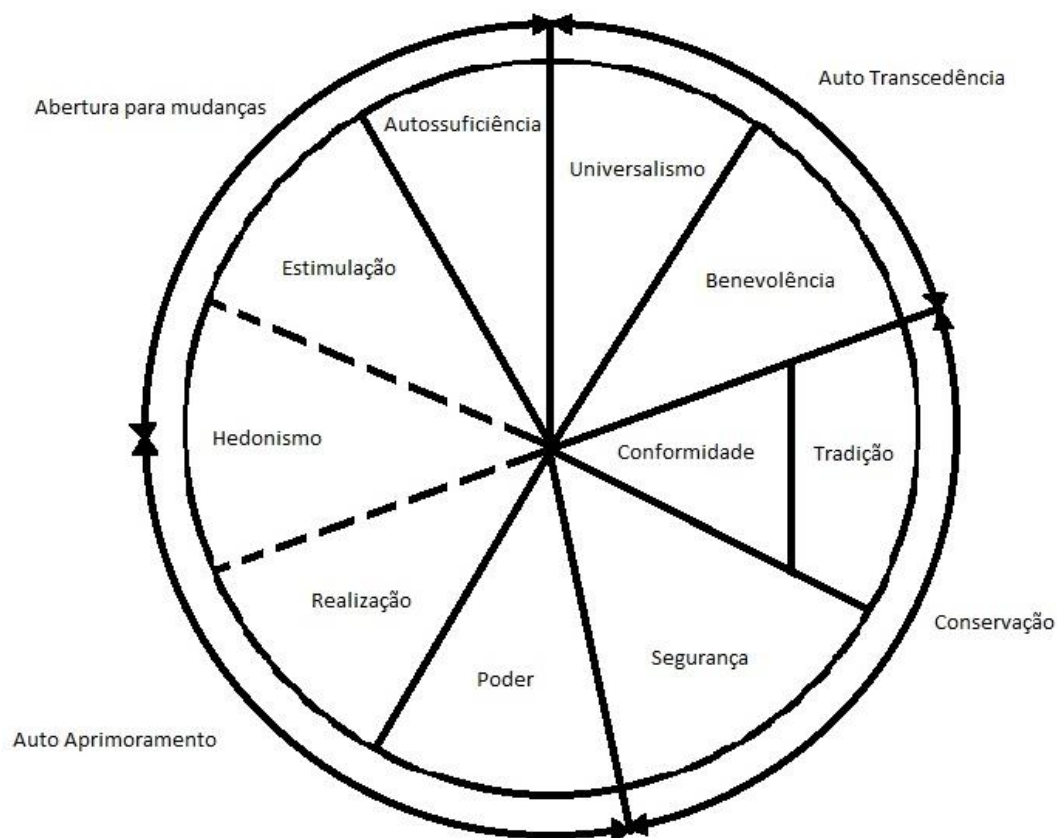 Auto Transcedência
Abertura para mudanças
Autossuficiência
Universalismo
Estimulação
Benevolência
Hedonismo
Conformidade
Tradição
Realização
Conservação
Segurança
Poder
Auto Aprimoramento